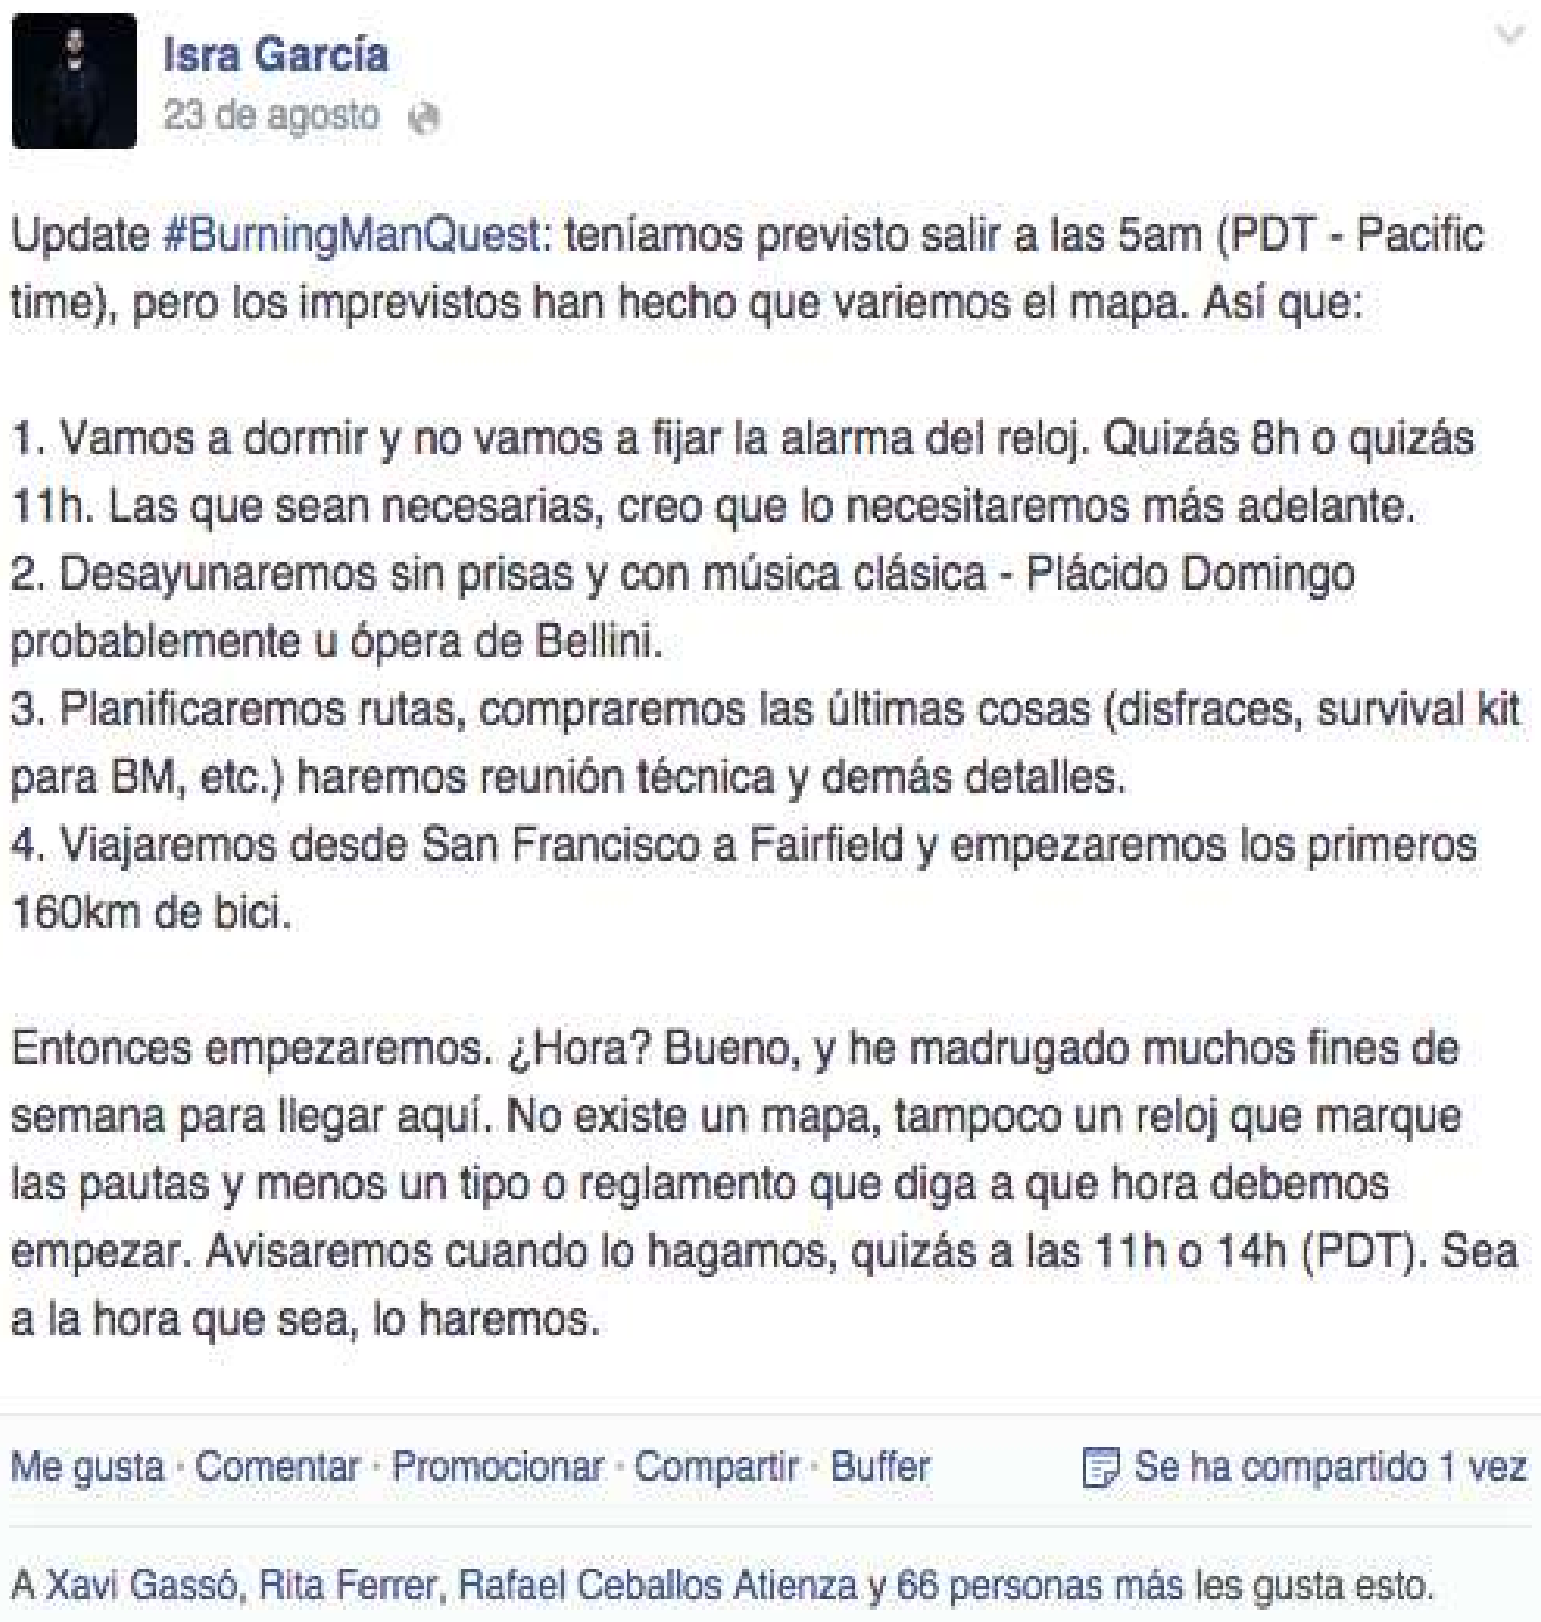 Isra García
23 de agosto
Update #BurningManQuest: teníamos previsto salir a las 5am (PDT - Pacific
time), pero los imprevistos han hecho que variemos el mapa. Así que:
1. Vamos a dormir y no vamos a fijar la alarma del reloj. Quizás 8h o quizás
11h. Las que sean necesarias, creo que lo necesitaremos más adelante.
2. Desayunaremos sin prisas y con música clásica - Plácido Domingo
probablemente u ópera de Bellini.
3. Planificaremos rutas, compraremos las últimas cosas (disfraces, survival kit
para BM, etc.) haremos reunión técnica y demás detalles.
4. Viajaremos desde San Francisco a Fairfield y empezaremos los primeros
160km de bici.
Entonces empezaremos. ¿Hora? Bueno, y he madrugado muchos fines de
semana para llegar aquí. No existe un mapa, tampoco un reloj que marque
las pautas y menos un tipo o reglamento que diga a que hora debemos
empezar. Avisaremos cuando lo hagamos, quizás a las 11h o 14h (PDT). Sea
a la hora que sea, lo haremos.
Me gusta · Comentar · Promocionar · Compartir · Buffer Se ha compartido 1 vez
A Xavi Gassó, Rita Ferrer, Rafael Ceballos Atienza y 66 personas más les gusta esto.